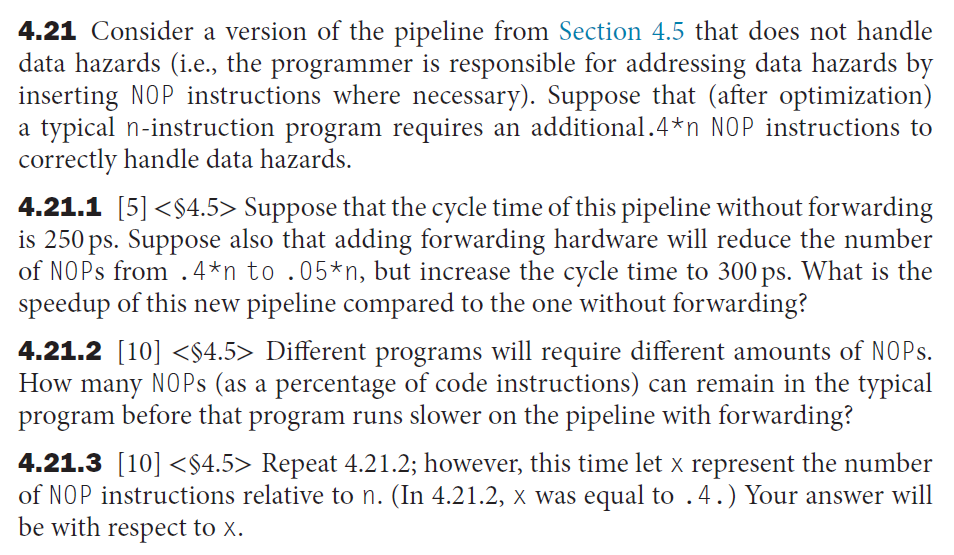 4.21 Consider a version of the pipeline from Section 4.5 that does not handle
data hazards (i.e., the programmer is responsible for addressing data hazards by
inserting NOP instructions where necessary). Suppose that (after optimization)
a typical n-instruction program requires an additional .4*n NOP instructions to
correctly handle data hazards.
4.21.1 [5] <§4.5> Suppose that the cycle time of this pipeline without forwarding
is 250 ps. Suppose also that adding forwarding hardware will reduce the number
of NOPs from .4*n to .05*n, but increase the cycle time to 300 ps. What is the
speedup of this new pipeline compared to the one without forwarding?
4.21.2 [10] <§4.5> Different programs will require different amounts of NOPs.
How many NOPs (as a percentage of code instructions) can remain in the typical
program before that program runs slower on the pipeline with forwarding?
4.21.3 [10] <§4.5> Repeat 4.21.2; however, this time let x represent the number
of NOP instructions relative to n. (In 4.21.2, x was equal to .4.) Your answer will
be with respect to x.